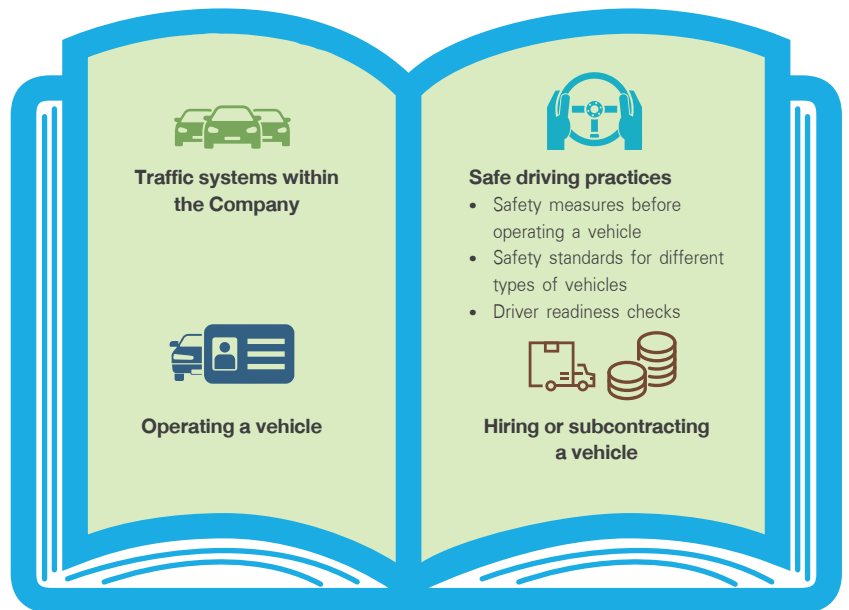 Traffic systems within
the Company
Operating a vehicle
Safe driving practices
• Safety measures before
operating a vehicle
• Safety standards for different
types of vehicles
• Driver readiness checks
Hiring or subcontracting
a vehicle